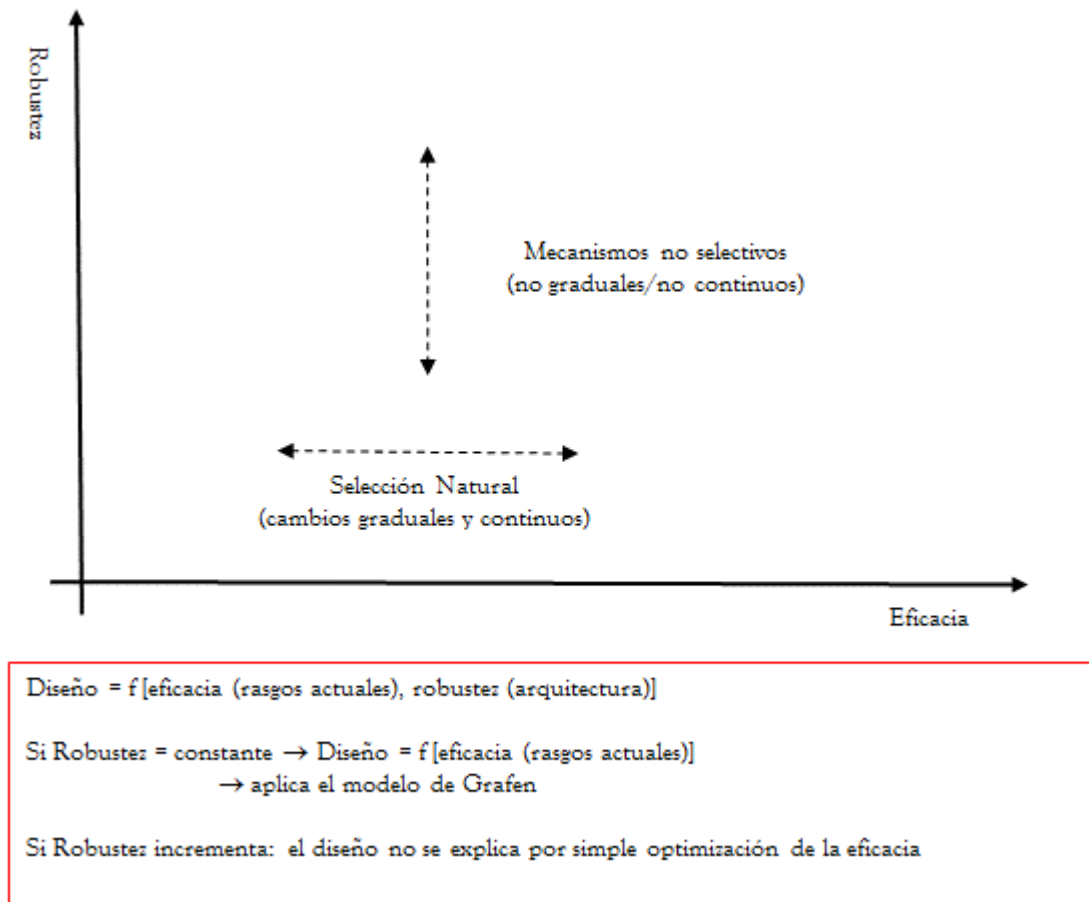 Robustez
Mecanismos no selectivos
(no graduales/no continuos)
Selección Natural
(cambios graduales y continuos)
Eficacia
Diseño = f [eficacia (rasgos actuales), robustez (arquitectura)]
Si Robustez = constante → Diseño = f [eficacia (rasgos actuales)]
→ aplica el modelo de Grafen
Si Robustez incrementa: el diseño no se explica por simple optimización de la eficacia